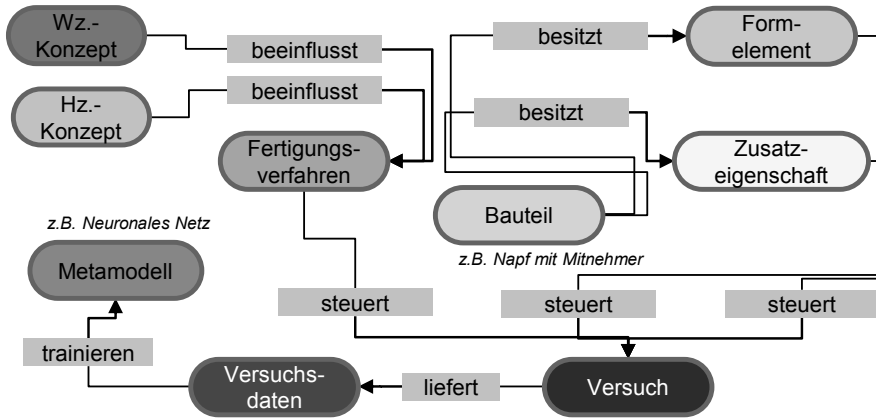 Wz.-
Konzept
beeinflusst
besitzt
Form-
element
Hz.-
Konzept
beeinflusst
besitzt
Fertigungs-
verfahren
Zusatz-
eigenschaft
Bauteil
z.B. Neuronales Netz
z.B. Napf mit Mitnehmer
Metamodell
steuert
steuert
steuert
trainieren
Versuchs-
daten
liefert
Versuch